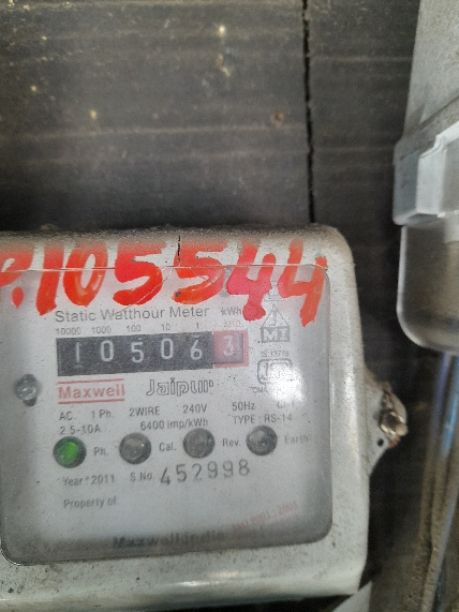 P.105544
Static Watthour Meter kWh
10000 1000 100 10 1
105063
Maxwell Jaipur
AC. 1 Ph. 2WIRE 240V 50Hz
2.5-10A 6400 imp/kWh TYPE: RS-14
Ph. Cal. Rev. Earth
Year 2011 S.No. 452998
Property of